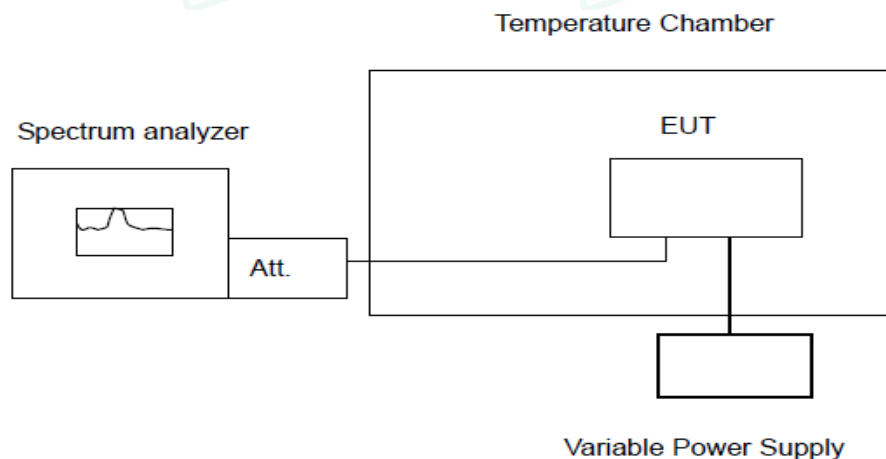 Temperature Chamber
Spectrum analyzer
EUT
Att.
Variable Power Supply